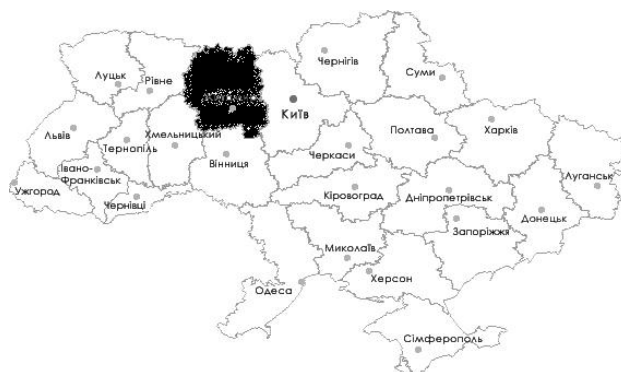 Чернігів
Луцьк
Рівне
Суми
Київ
Львів
Тернопіль
Хмельницький
Вінниця
Черкаси
Полтава
Харків
Івано-
Франківськ
Ужгород
Чернівці
Кіровоград
Дніпропетрівськ
Луганськ
Донецьк
Запоріжжя
Миколаїв
Одеса
Херсон
Сімферополь